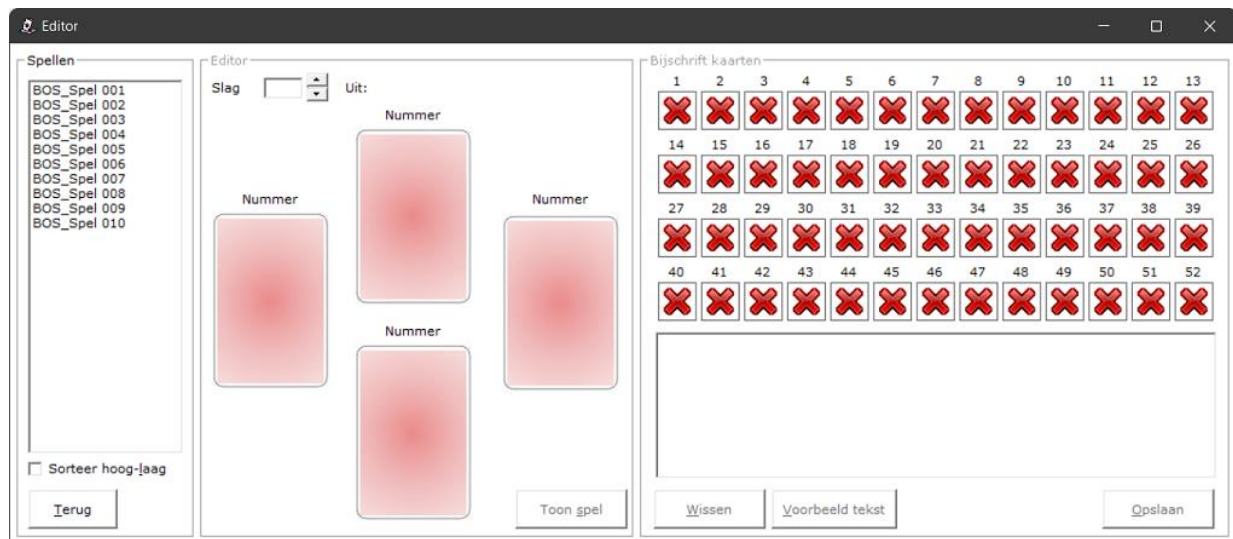 Editor
Spellen
BOS_Spel 001
BOS_Spel 002
BOS_Spel 003
BOS_Spel 004
BOS_Spel 005
BOS_Spel 006
BOS_Spel 007
BOS_Spel 008
BOS_Spel 009
BOS_Spel 010
Sorteer hoog-laag
Terug
Editor
Slag Uit:
Nummer
Nummer Nummer
Nummer
Toon spel
Bijschrift kaarten
1 2 3 4 5 6 7 8 9 10 11 12 13
14 15 16 17 18 19 20 21 22 23 24 25 26
27 28 29 30 31 32 33 34 35 36 37 38 39
40 41 42 43 44 45 46 47 48 49 50 51 52
Wissen Voorbeeld tekst Opslaan